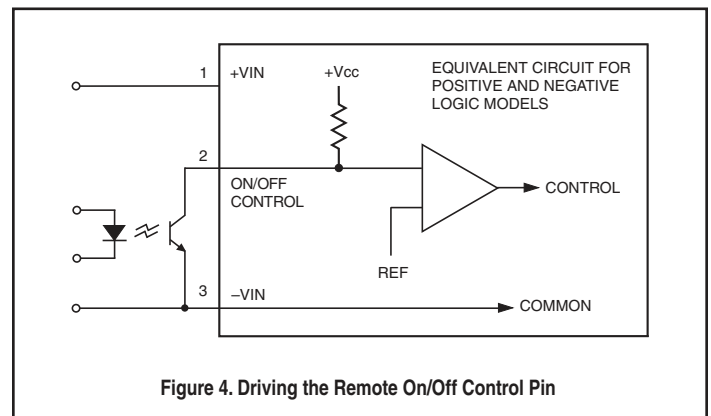 EQUIVALENT CIRCUIT FOR
POSITIVE AND NEGATIVE
LOGIC MODELS
1 +VIN
+Vcc
2
ON/OFF
CONTROL
CONTROL
REF
3 –VIN
COMMON
Figure 4. Driving the Remote On/Off Control Pin